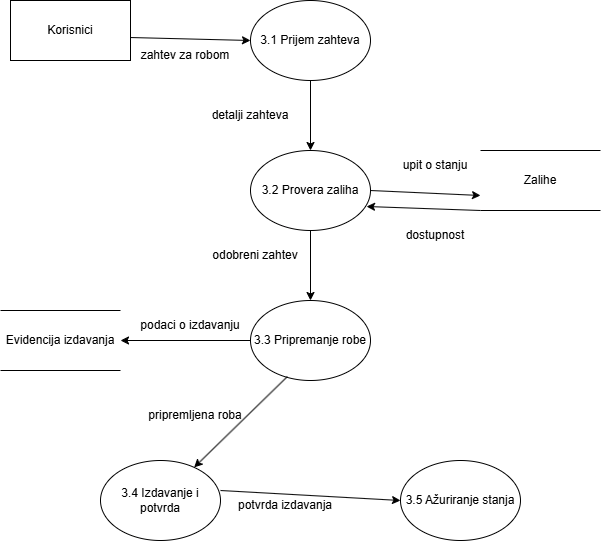 Korisnici
3.1 Prijem zahteva
zahtev za robom
detalji zahteva
3.2 Provera zaliha
upit o stanju
Zalihe
dostupnost
odobreni zahtev
podaci o izdavanju
Evidencija izdavanja
3.3 Pripremanje robe
pripremljena roba
3.4 Izdavanje i
potvrda
potvrda izdavanja
3.5 Ažuriranje stanja